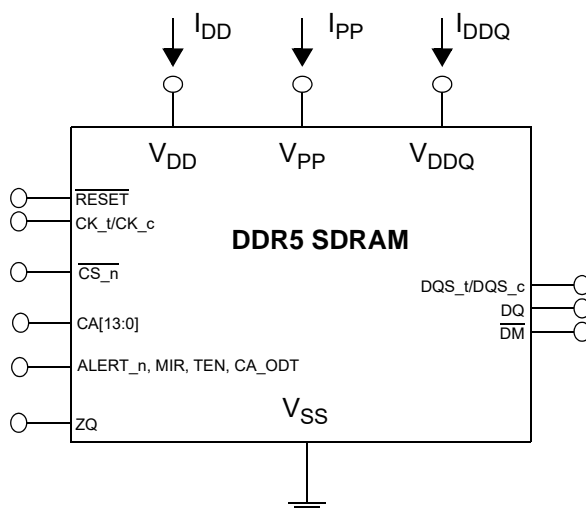 IDD IPP IDDQ
VDD VPP VDDQ
RESET
CK_t/CK_c
DDR5 SDRAM
CS_n
DQS_t/DQS_c
DQ
CA[13:0]
DM
ALERT_n, MIR, TEN, CA_ODT
VSS
ZQ